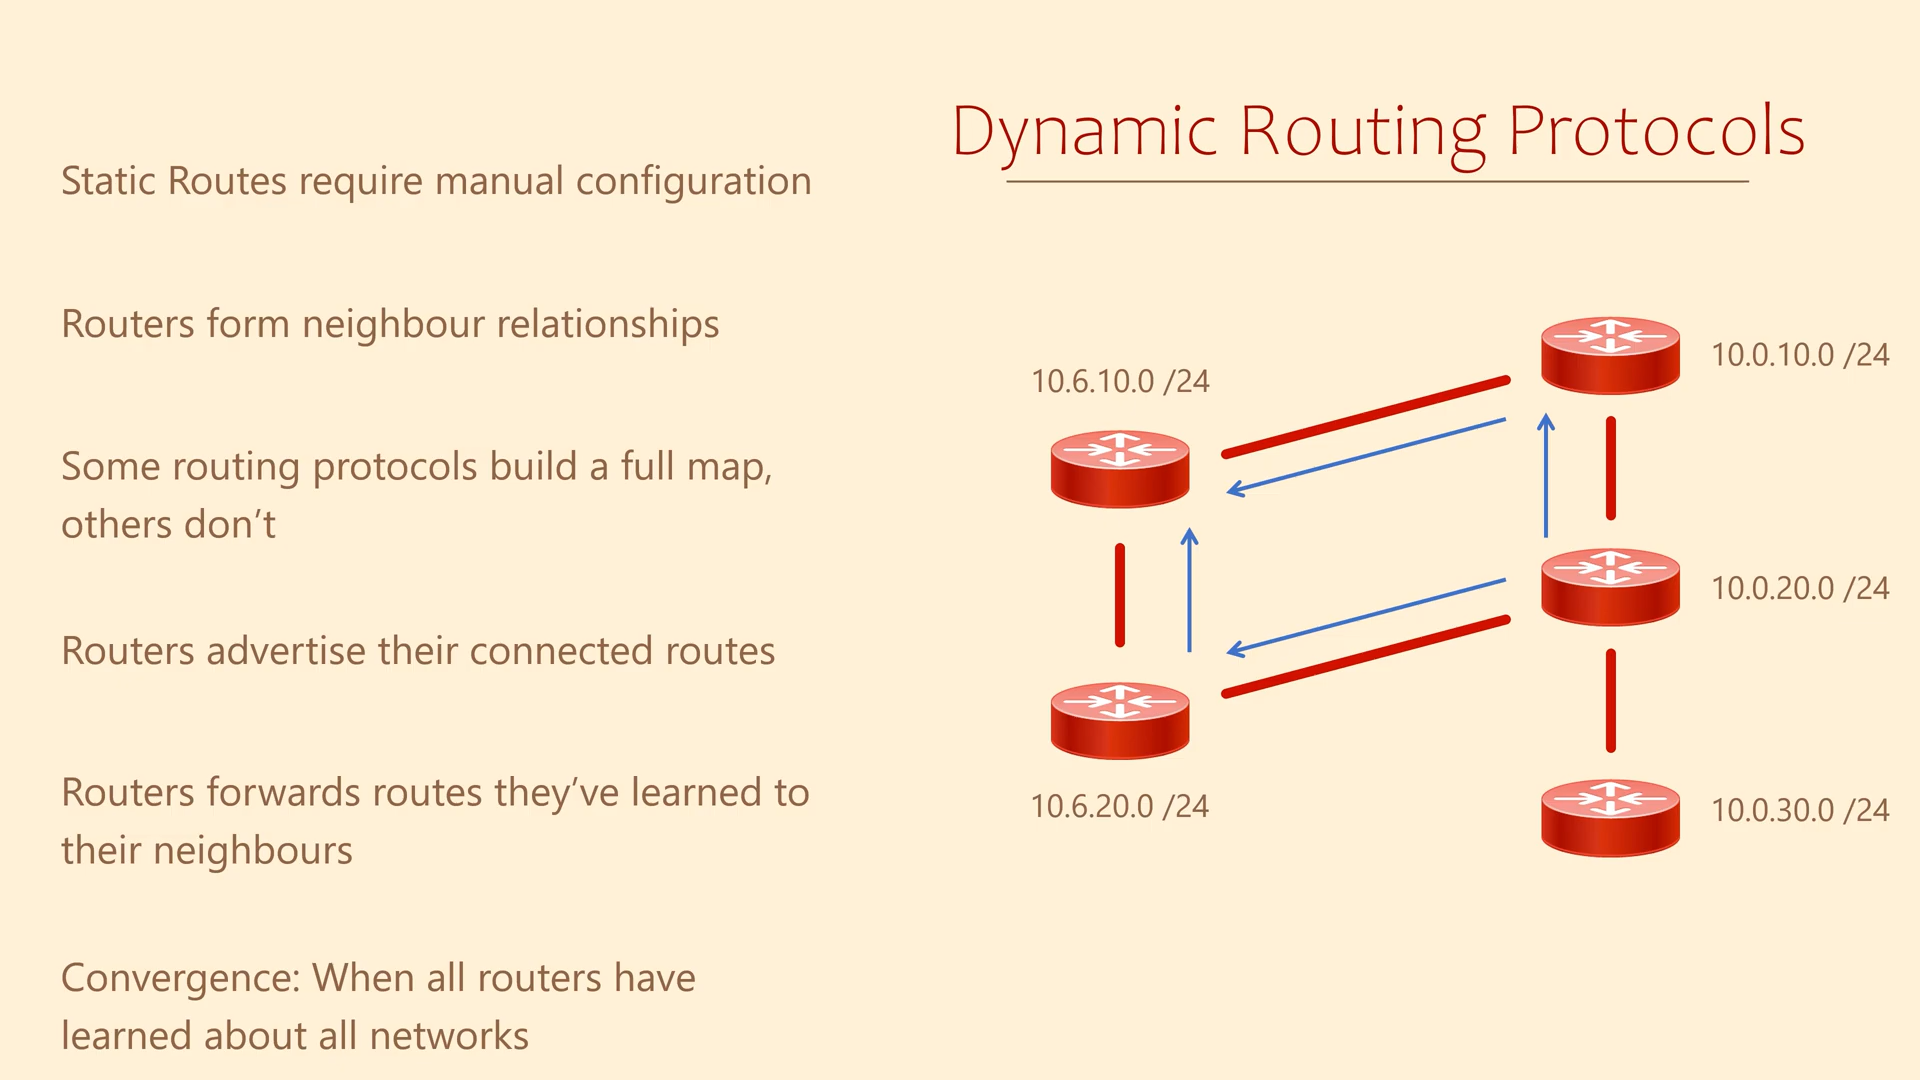 Dynamic Routing Protocols
Static Routes require manual configuration
Routers form neighbour relationships
Some routing protocols build a full map,
others don’t
Routers advertise their connected routes
Routers forwards routes they’ve learned to
their neighbours
Convergence: When all routers have
learned about all networks
10.6.10.0 /24
10.0.10.0 /24
10.0.20.0 /24
10.6.20.0 /24
10.0.30.0 /24